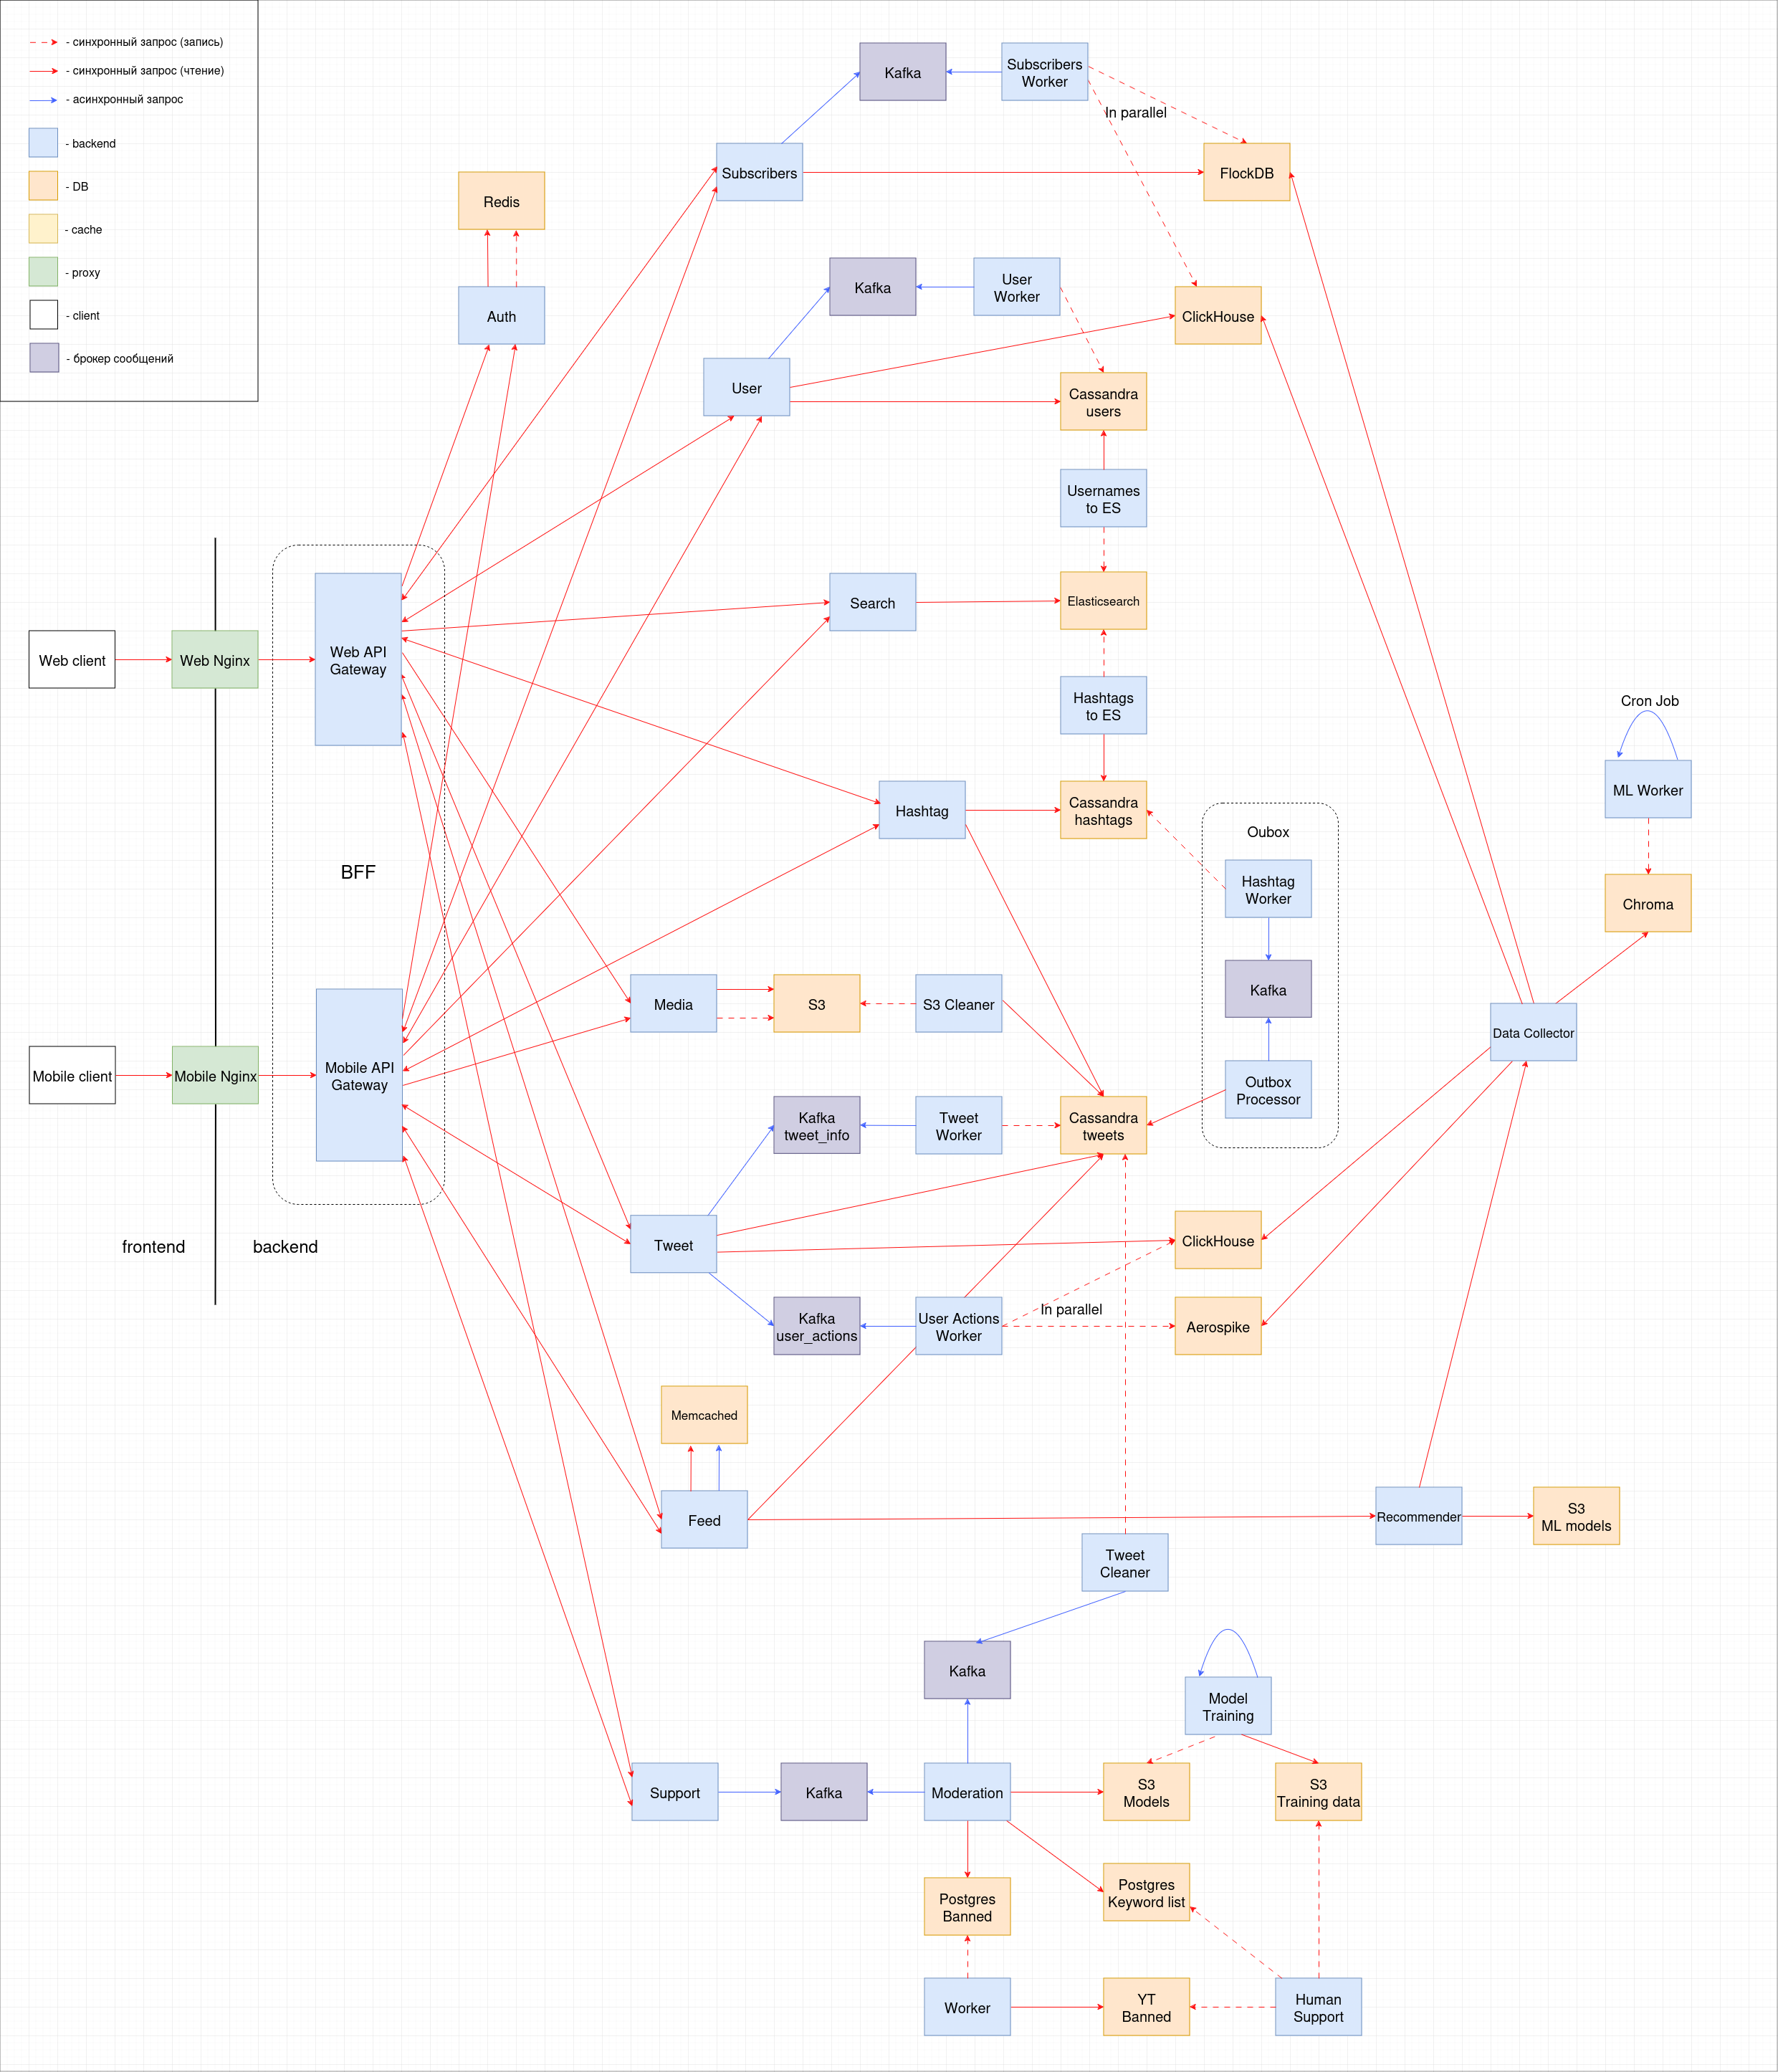 - синхронный запрос (запись)
- синхронный запрос (чтение)
- асинхронный запрос
- backend
- DB
- cache
- proxy
- client
- брокер сообщений
Kafka
Subscribers
Worker
In parallel
Subscribers
FlockDB
Redis
Kafka
User
Worker
Auth
ClickHouse
User
Cassandra
users
Usernames
to ES
Search
Elasticsearch
Web client
Web Nginx
Web API
Gateway
Hashtags
to ES
Cron Job
ML Worker
Hashtag
Cassandra
hashtags
Oubox
BFF
Hashtag
Worker
Chroma
Kafka
Media
S3
S3 Cleaner
Data Collector
Mobile client
Mobile Nginx
Mobile API
Gateway
Outbox
Processor
Kafka
tweet_info
Tweet
Worker
Cassandra
tweets
frontend
backend
Tweet
ClickHouse
In parallel
Kafka
user_actions
User Actions
Worker
Aerospike
Memcached
Feed
Recommender
S3
ML models
Tweet
Cleaner
Kafka
Model
Training
Support
Kafka
Moderation
S3
Models
S3
Training data
Postgres
Banned
Postgres
Keyword list
Worker
YT
Banned
Human
Support